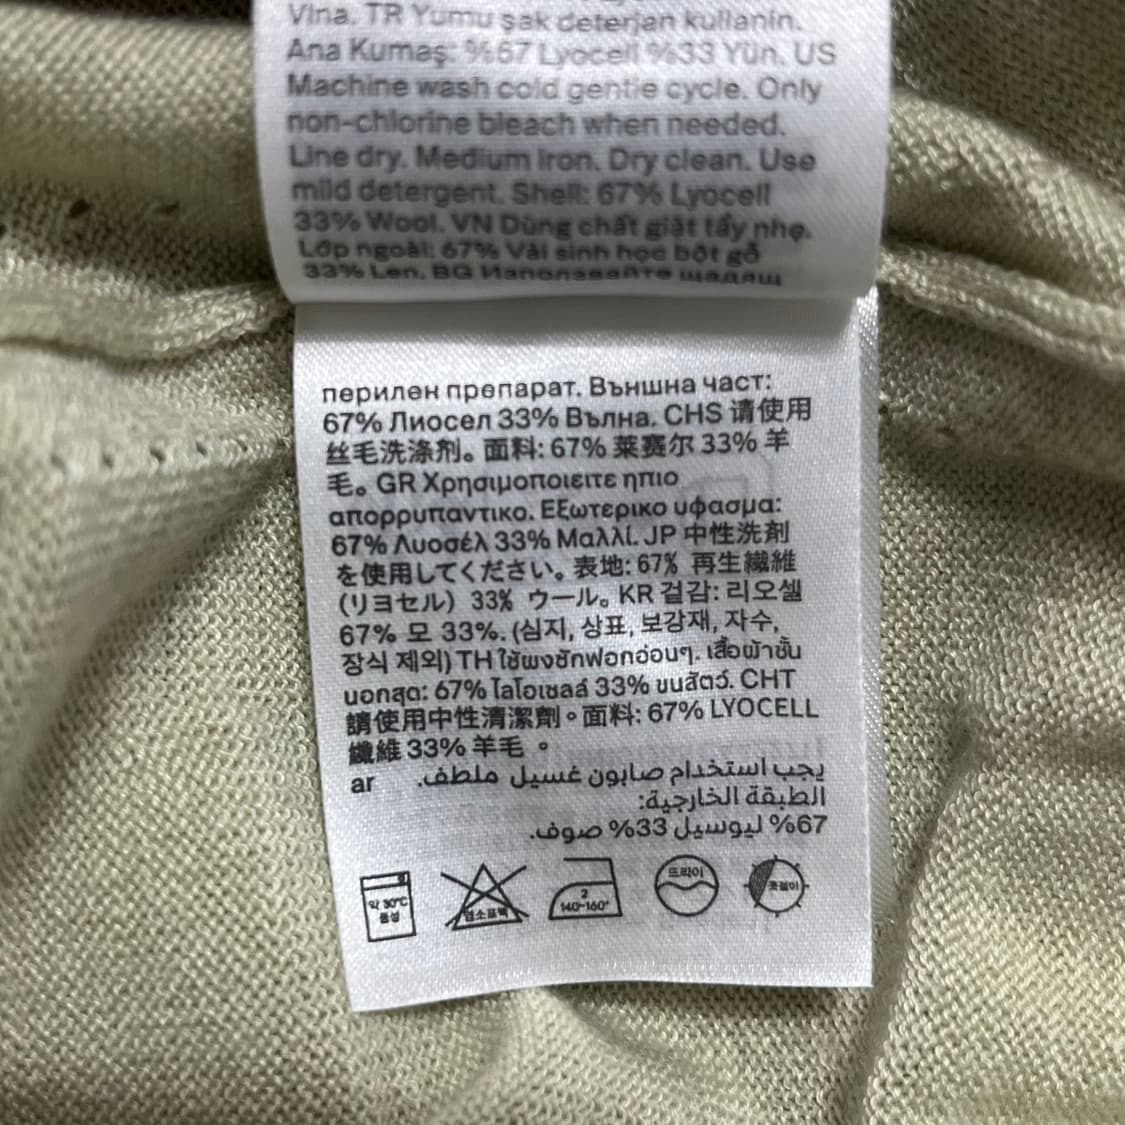 Vlna. TR Yumuşak deterjan kullanin.
Ana Kumaş: %67 Lyocell %33 Yün. US
Machine wash cold gentle cycle. Only
non-chlorine bleach when needed.
Line dry. Medium iron. Dry clean. Use
mild detergent. Shell: 67% Lyocell
33% Wool. VN Dùng chất giặt tẩy nhẹ.
Lớp ngoài: 67% Vải sinh học bột gỗ
33% Len. BG Използвайте щадящ
перилен препарат. Външна част:
67% Лиосел 33% Вълна. CHS 请使用
丝毛洗涤剂。面料: 67% 莱赛尔 33% 羊
毛。GR Χρησιμοποιειτε ηπιο
απορρυπαντικο. Εξωτερικο υφασμα:
67% Λυοσέλ 33% Μαλλί. JP 中性洗剤
を使用してください。表地: 67% 再生繊維
(リヨセル) 33% ウール。KR 겉감: 리오셀
67% 모 33%. (심지, 상표, 보강재, 자수,
장식 제외) TH ใช้ผงซักฟอกอ่อนๆ. เสื้อผ้าชั้น
นอกสุด: 67% ไลโอเซลล์ 33% ขนสัตว์. CHT
請使用中性清潔劑。面料: 67% LYOCELL
纖維 33% 羊毛 。
ar يجب استخدام صابون غسيل ملطف.
الطبقة الخارجية:
67% ليوسيل 33% صوف.
약 30°C
중성
염소표백
2
140~160°
드라이
옷걸이